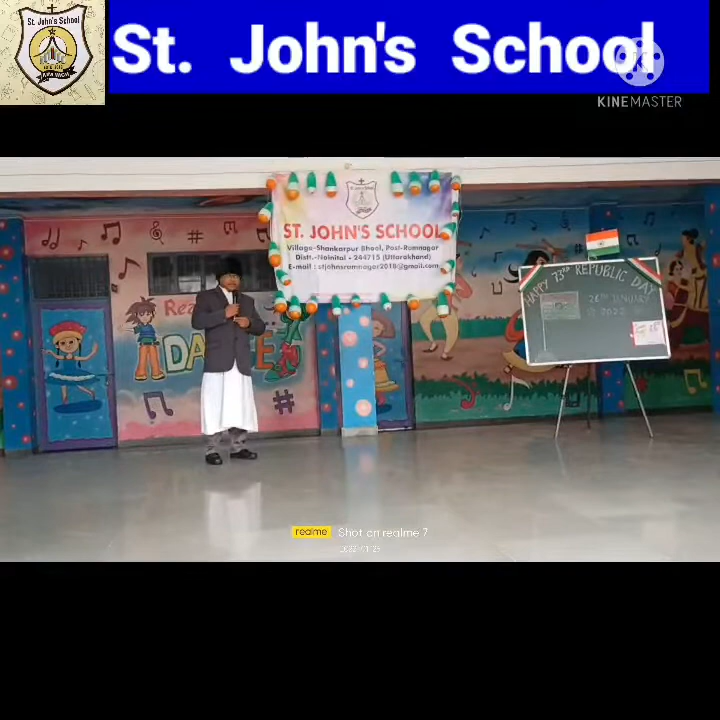 St. John's School
St. John's School
KINEMASTER
ST. JOHN'S SCHOOL
Village-Shankarpur Bhool, Post-Ramnagar
Distt.-Nainital - 244715 (Uttarakhand)
E-mail : stjohnsramnagar2018@gmail.com
HAPPY 73RD REPUBLIC DAY
26TH JANUARY
realme Shot on realme 7